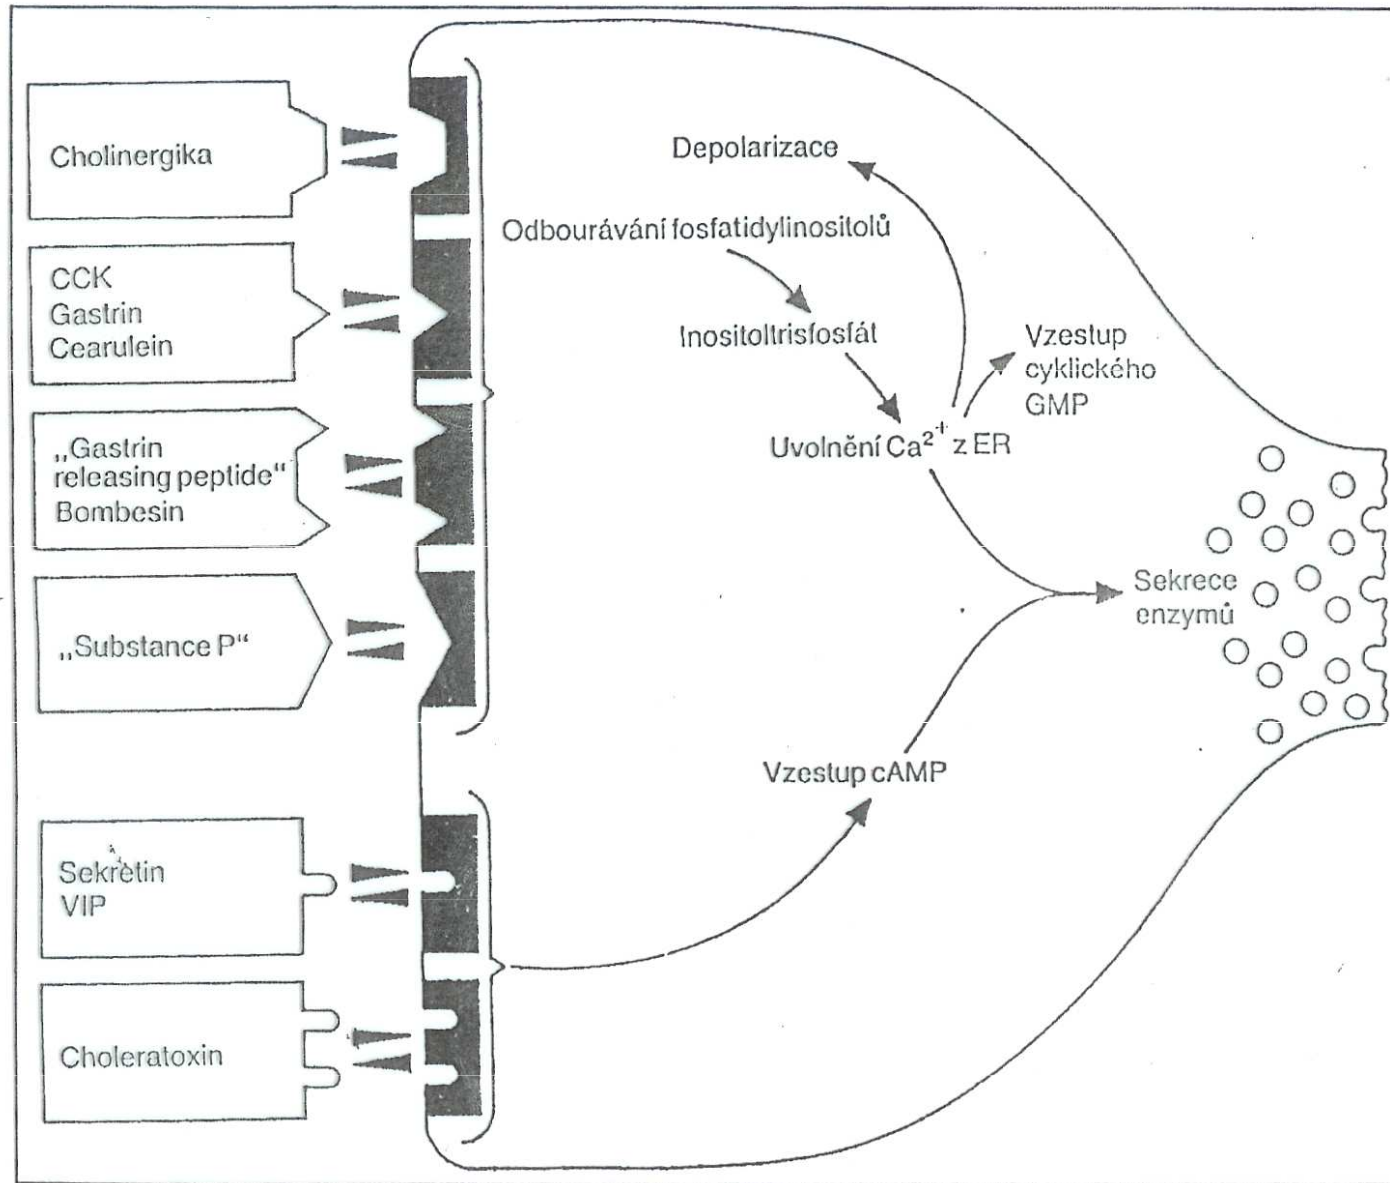 Cholinergika
CCK
Gastrin
Cearulein
„Gastrin
releasing peptide“
Bombesin
„Substance P“
Sekretin
VIP
Choleratoxin
Depolarizace
Odbourávání fosfatidylinositolů
Inositoltrisfosfát
Vzestup
cyklického
GMP
Uvolnění Ca²⁺ z ER
Sekrece
enzymů
Vzestup cAMP